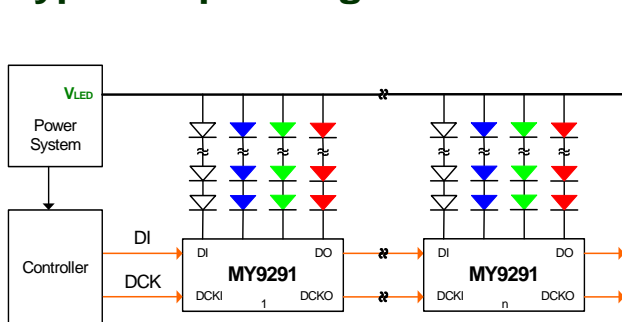 VLED
Power
System
Controller
DI
DCK
DI DO
MY9291
DCKI DCKO
1
DI DO
MY9291
DCKI DCKO
n